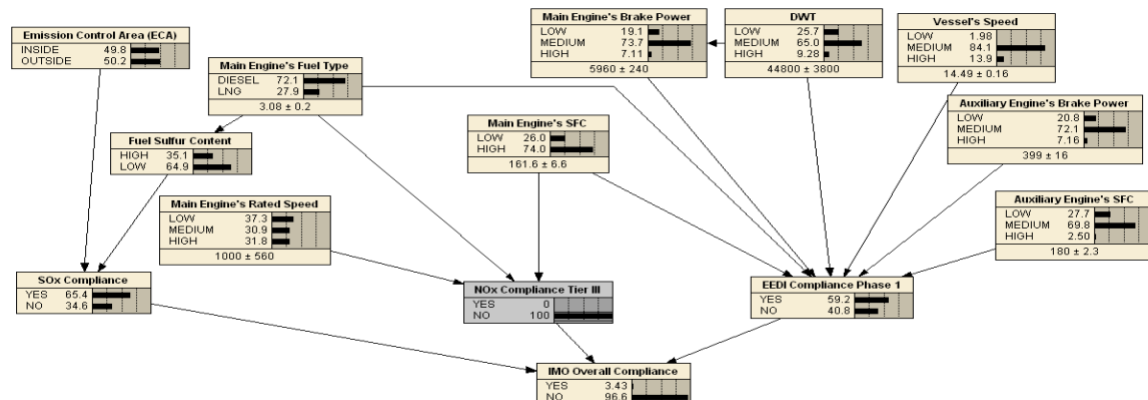 Emission Control Area (ECA)
INSIDE 49.8
OUTSIDE 50.2
Main Engine's Fuel Type
DIESEL 72.1
LNG 27.9
3.08 ± 0.2
Main Engine's Brake Power
LOW 19.1
MEDIUM 73.7
HIGH 7.11
5960 ± 240
DWT
LOW 25.7
MEDIUM 65.0
HIGH 9.28
44800 ± 3800
Vessel's Speed
LOW 1.98
MEDIUM 84.1
HIGH 13.9
14.49 ± 0.16
Fuel Sulfur Content
HIGH 35.1
LOW 64.9
Main Engine's SFC
LOW 26.0
HIGH 74.0
161.6 ± 6.6
Auxiliary Engine's Brake Power
LOW 20.8
MEDIUM 72.1
HIGH 7.16
399 ± 16
Main Engine's Rated Speed
LOW 37.3
MEDIUM 30.9
HIGH 31.8
1000 ± 560
Auxiliary Engine's SFC
LOW 27.7
MEDIUM 69.8
HIGH 2.50
180 ± 2.3
SOx Compliance
YES 65.4
NO 34.6
NOx Compliance Tier III
YES 0
NO 100
EEDI Compliance Phase 1
YES 59.2
NO 40.8
IMO Overall Compliance
YES 3.43
NO 96.6